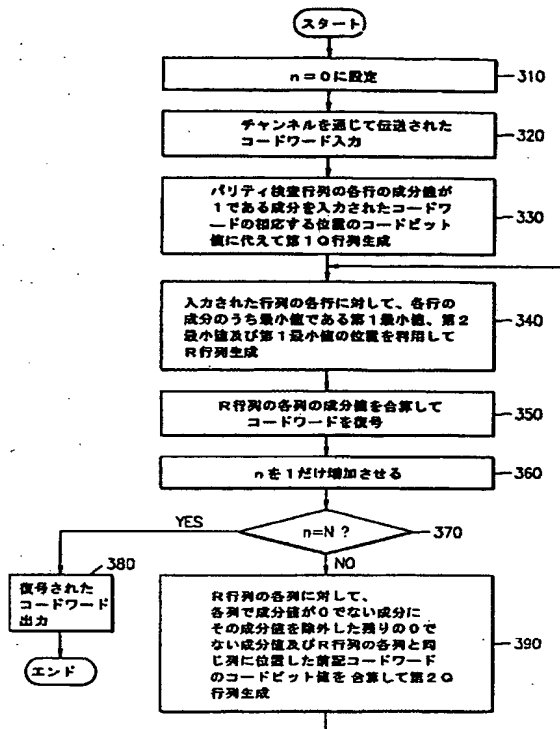 スタート
n=0に設定
310
チャンネルを通じて伝送された
コードワード入力
320
パリティ検査行列の各行の成分値が
1である成分を入力されたコードワ
ードの相応する位置のコードビット
値に代えて第1Q行列生成
330
入力された行列の各行に対して、各行の
成分のうち最小値である第1最小値、第2
最小値及び第1最小値の位置を利用して
R行列生成
340
R行列の各列の成分値を合算して
コードワードを復号
350
nを1だけ増加させる
360
n=N ?
370
YES
NO
380
復号された
コードワード
出力
エンド
R行列の各列に対して、
各列で成分値が0でない成分に
その成分値を除外した残りの0で
ない成分値及びR行列の各列と同
じ列に位置した前記コードワード
のコードビット値を合算して第2Q
行列生成
390